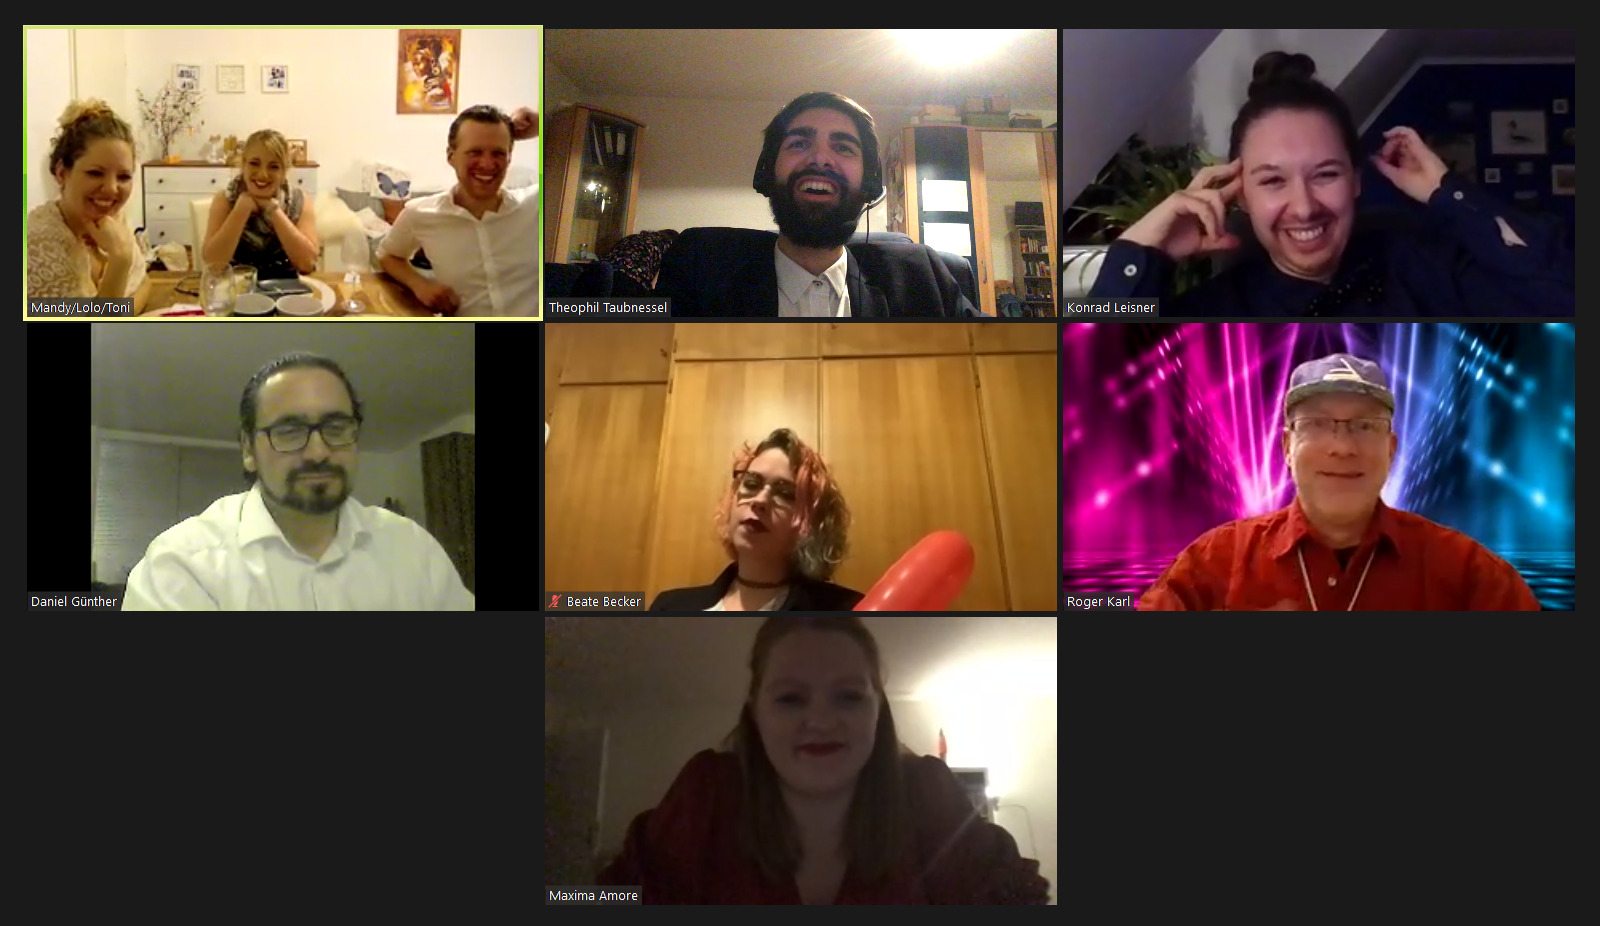 Mandy/Lolo/Toni
Theophil Taubnessel
Konrad Leisner
Daniel Günther
Beate Becker
Roger Karl
Maxima Amore